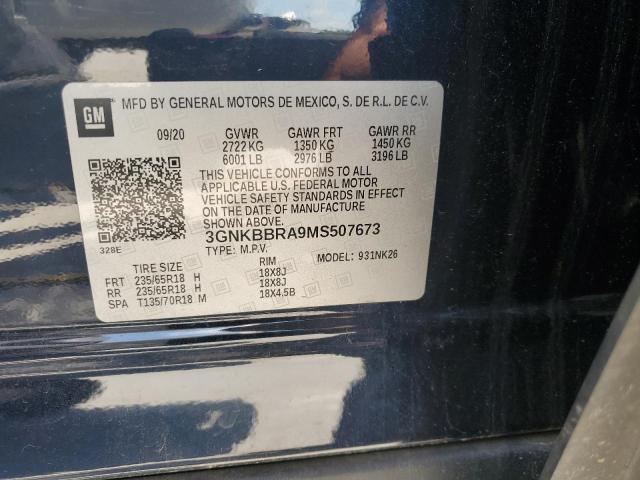 GM
MFD BY GENERAL MOTORS DE MEXICO, S. DE R.L. DE C.V.
09/20 GVWR GAWR FRT GAWR RR
2722 KG 1350 KG 1450 KG
6001 LB 2976 LB 3196 LB
THIS VEHICLE CONFORMS TO ALL
APPLICABLE U.S. FEDERAL MOTOR
VEHICLE SAFETY STANDARDS IN EFFECT
ON THE DATE OF MANUFACTURE
SHOWN ABOVE.
328E
3GNKBBRA9MS507673
TYPE: M.P.V. MODEL: 931NK26
TIRE SIZE RIM
FRT 235/65R18 H 18X8J
RR 235/65R18 H 18X8J
SPA T135/70R18 M 18X4.5B